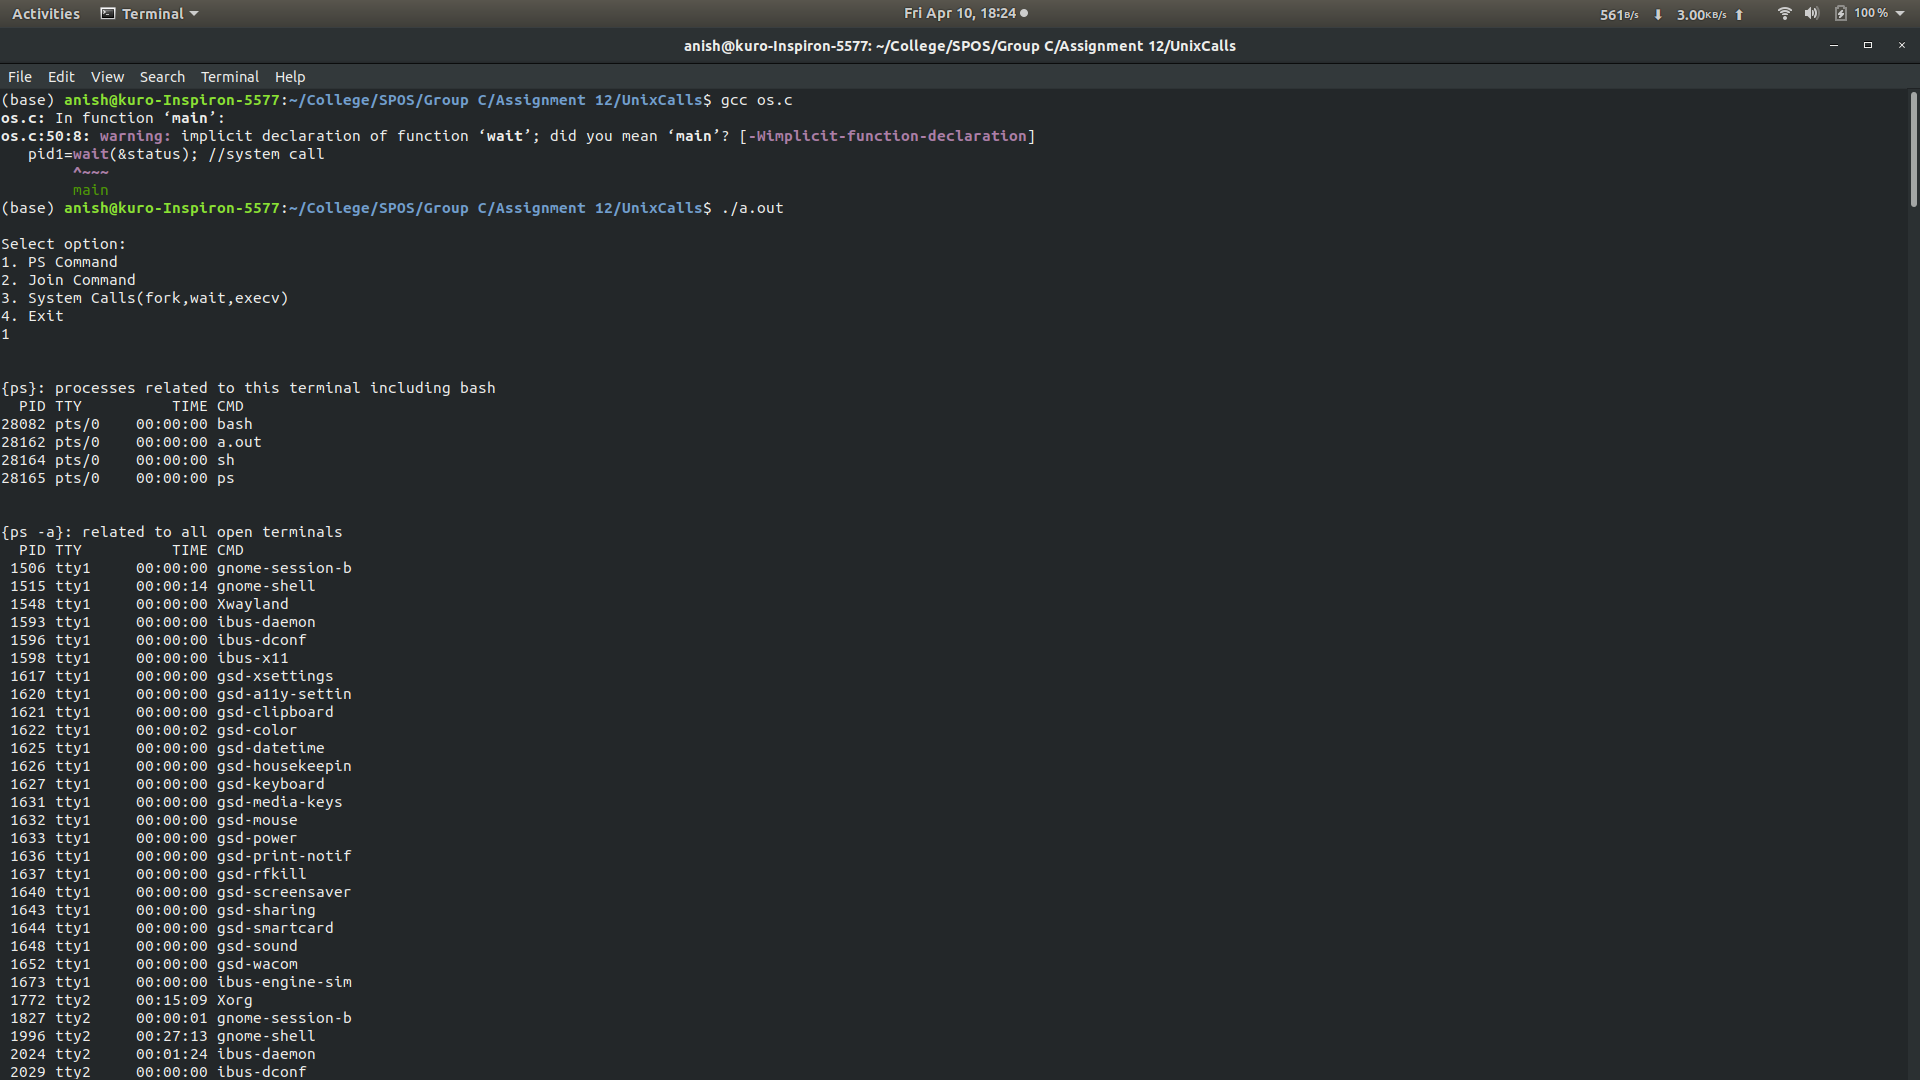 Activities Terminal Fri Apr 10, 18:24 561B/s 3.00KB/s 100 %
anish@kuro-Inspiron-5577: ~/College/SPOS/Group C/Assignment 12/UnixCalls
File Edit View Search Terminal Help
(base) anish@kuro-Inspiron-5577:~/College/SPOS/Group C/Assignment 12/UnixCalls$ gcc os.c
os.c: In function ‘main’:
os.c:50:8: warning: implicit declaration of function ‘wait’; did you mean ‘main’? [-Wimplicit-function-declaration]
   pid1=wait(&status); //system call
        ^~~~
        main
(base) anish@kuro-Inspiron-5577:~/College/SPOS/Group C/Assignment 12/UnixCalls$ ./a.out
Select option:
1. PS Command
2. Join Command
3. System Calls(fork,wait,execv)
4. Exit
1
{ps}: processes related to this terminal including bash
  PID TTY          TIME CMD
28082 pts/0    00:00:00 bash
28162 pts/0    00:00:00 a.out
28164 pts/0    00:00:00 sh
28165 pts/0    00:00:00 ps
{ps -a}: related to all open terminals
  PID TTY          TIME CMD
 1506 tty1     00:00:00 gnome-session-b
 1515 tty1     00:00:14 gnome-shell
 1548 tty1     00:00:00 Xwayland
 1593 tty1     00:00:00 ibus-daemon
 1596 tty1     00:00:00 ibus-dconf
 1598 tty1     00:00:00 ibus-x11
 1617 tty1     00:00:00 gsd-xsettings
 1620 tty1     00:00:00 gsd-a11y-settin
 1621 tty1     00:00:00 gsd-clipboard
 1622 tty1     00:00:02 gsd-color
 1625 tty1     00:00:00 gsd-datetime
 1626 tty1     00:00:00 gsd-housekeepin
 1627 tty1     00:00:00 gsd-keyboard
 1631 tty1     00:00:00 gsd-media-keys
 1632 tty1     00:00:00 gsd-mouse
 1633 tty1     00:00:00 gsd-power
 1636 tty1     00:00:00 gsd-print-notif
 1637 tty1     00:00:00 gsd-rfkill
 1640 tty1     00:00:00 gsd-screensaver
 1643 tty1     00:00:00 gsd-sharing
 1644 tty1     00:00:00 gsd-smartcard
 1648 tty1     00:00:00 gsd-sound
 1652 tty1     00:00:00 gsd-wacom
 1673 tty1     00:00:00 ibus-engine-sim
 1772 tty2     00:15:09 Xorg
 1827 tty2     00:00:01 gnome-session-b
 1996 tty2     00:27:13 gnome-shell
 2024 tty2     00:01:24 ibus-daemon
 2029 tty2     00:00:00 ibus-dconf